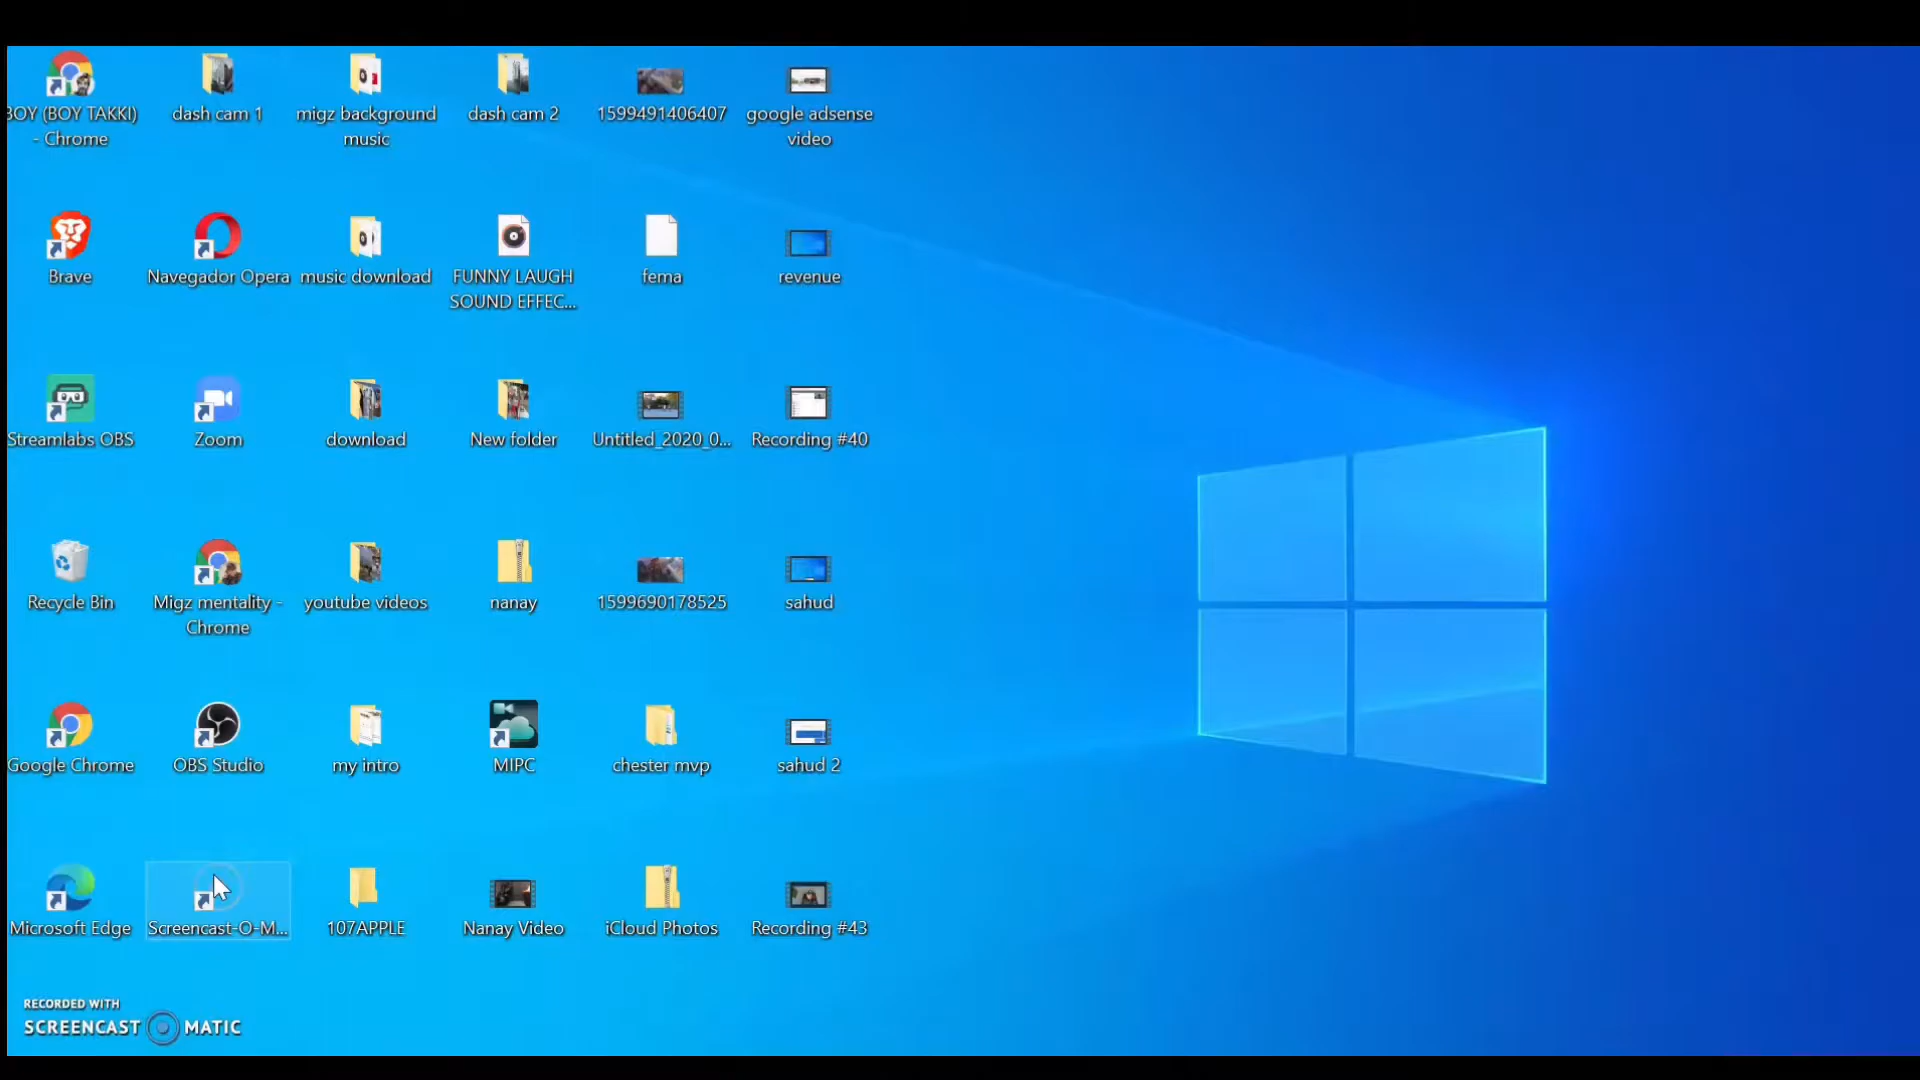 BOY (BOY TAKKI)
- Chrome
dash cam 1
migz background
music
dash cam 2
1599491406407
google adsense
video
Brave
Navegador Opera
music download
FUNNY LAUGH
SOUND EFFEC...
fema
revenue
Streamlabs OBS
Zoom
download
New folder
Untitled_2020_0...
Recording #40
Recycle Bin
Migz mentality -
Chrome
youtube videos
nanay
1599690178525
sahud
Google Chrome
OBS Studio
my intro
MIPC
chester mvp
sahud 2
Microsoft Edge
Screencast-O-M...
107APPLE
Nanay Video
iCloud Photos
Recording #43
RECORDED WITH
SCREENCAST MATIC